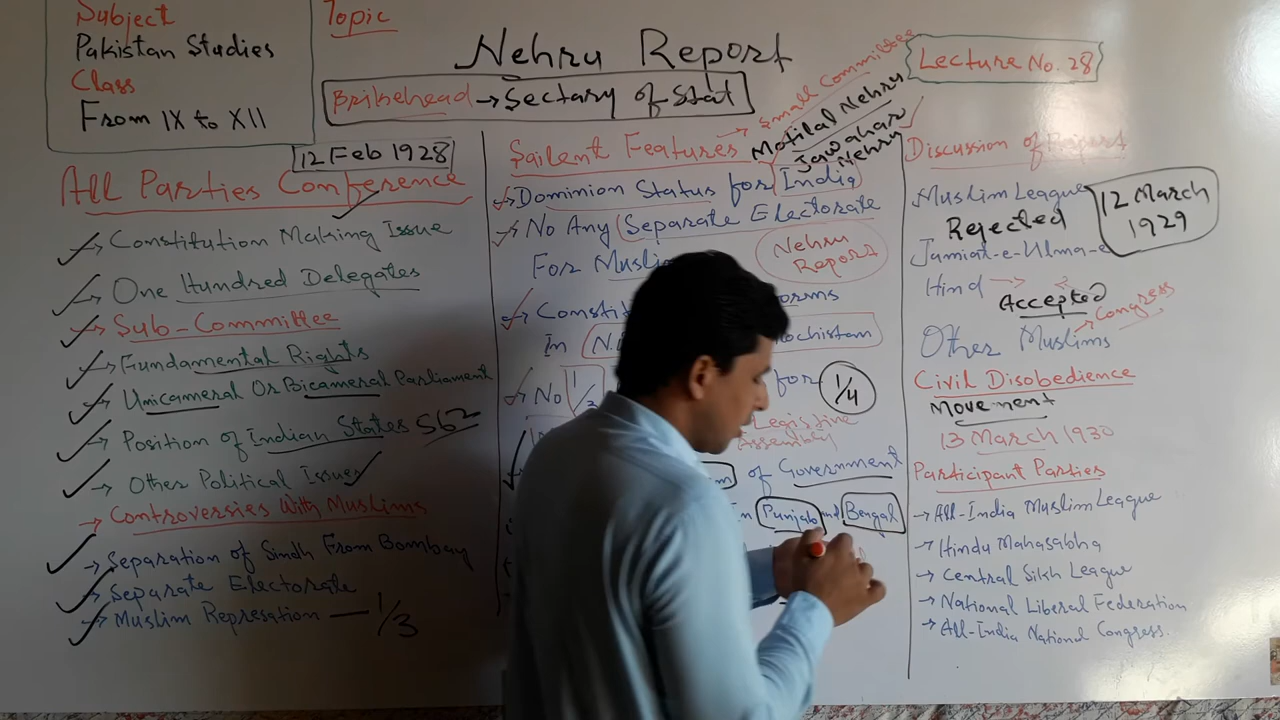 Subject
Pakistan Studies
Class
From IX to XII
Topic
Nehru Report
Brikehead → Sectary of Stat
Lecture No. 28
12 Feb 1928
All Parties Conference
→ Constitution Making Issue
→ One Hundred Delegates
→ Sub-Committee
→ Fundamental Rights
→ Unicameral Or Bicameral Parliament
→ Position of Indian States 562
→ Other Political Issues
→ Controversies With Muslims
→ Separation of Sindh From Bombay
→ Separate Electorate
→ Muslim Represation — 1/3
Sailent Features → Small Committee
Motilal Nehru
Jawahar
Nehru
→ Dominion Status for India
→ No Any Separate Electorate
For
Nehru
Report
→
In
→ No 1/2 for 1/4
Legislative
Assembly
of Government
in Punjab and Bengal
Discussion of Report
Muslim League
Rejected
12 March
1929
Jamiat-e-Ulma-e
Hind →
Accepted
Other Muslims
→ Congress
Civil Disobedience
Movement
13 March 1930
Participant Parties
→ All-India Muslim League
→ Hindu Mahasabha
→ Central Sikh League
→ National Liberal Federation
→ All-India National Congress.